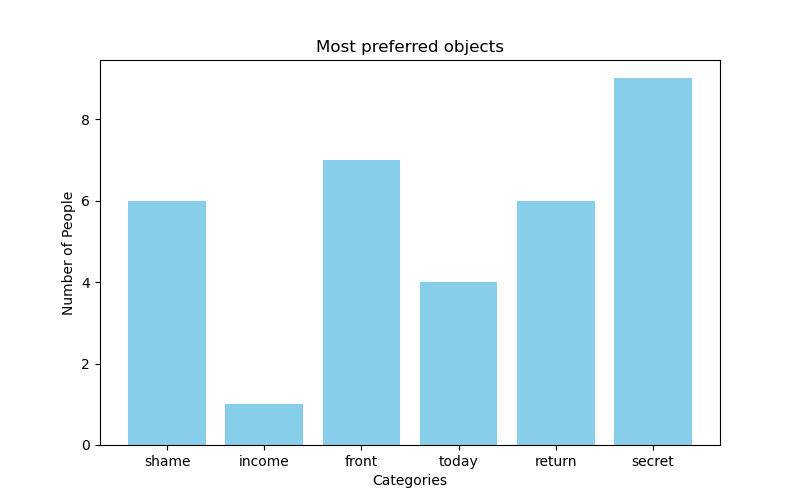 Most preferred objects
Number of People
8
6
4
2
0
shame income front today return secret
Categories